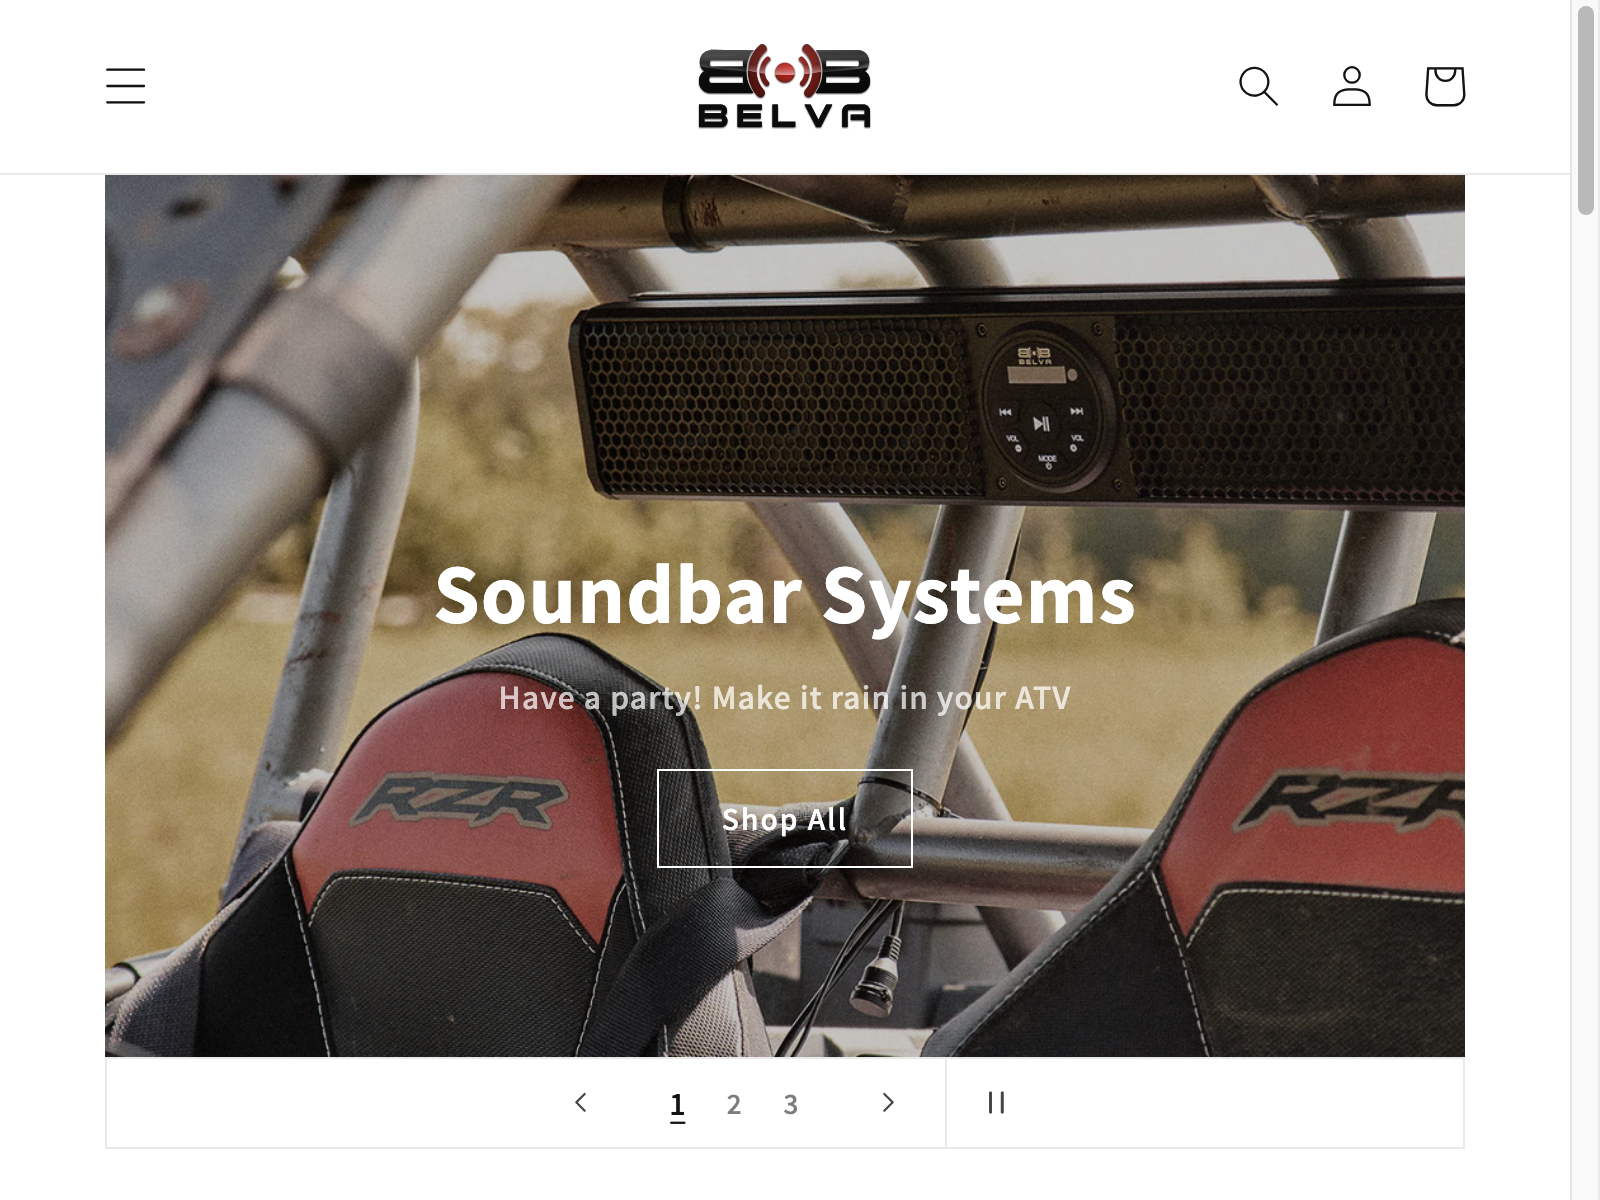 BELVA
BELVA
VOL
VOL
MODE
Soundbar Systems
Have a party! Make it rain in your ATV
RZR
RZR
Shop All
1
2
3